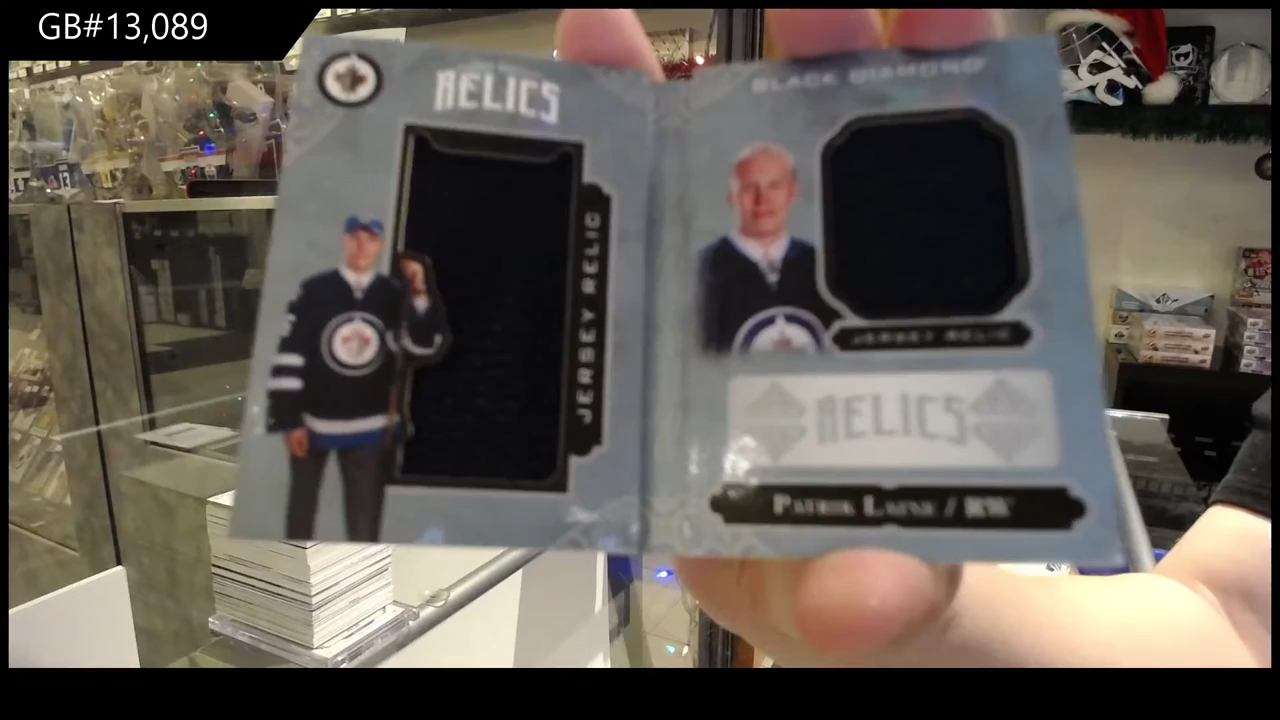 GB#13,089
RELICS
JERSEY RELIC
BLACK DIAMOND
JERSEY RELIC
RELICS
PATRIK LAINE / RW